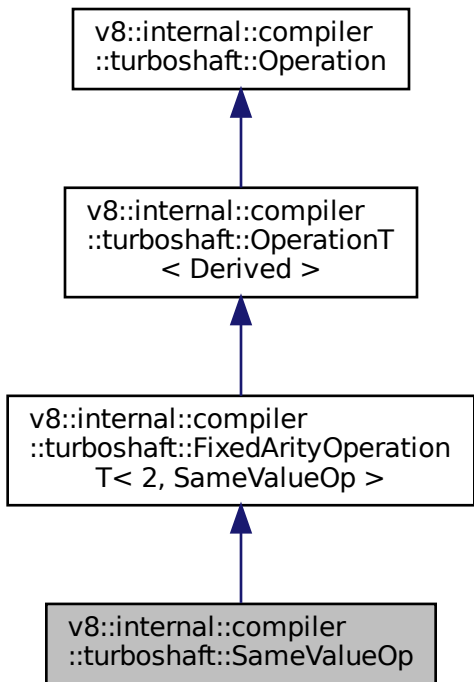 v8::internal::compiler
::turboshaft::Operation
v8::internal::compiler
::turboshaft::OperationT
< Derived >
v8::internal::compiler
::turboshaft::FixedArityOperation
T< 2, SameValueOp >
v8::internal::compiler
::turboshaft::SameValueOp